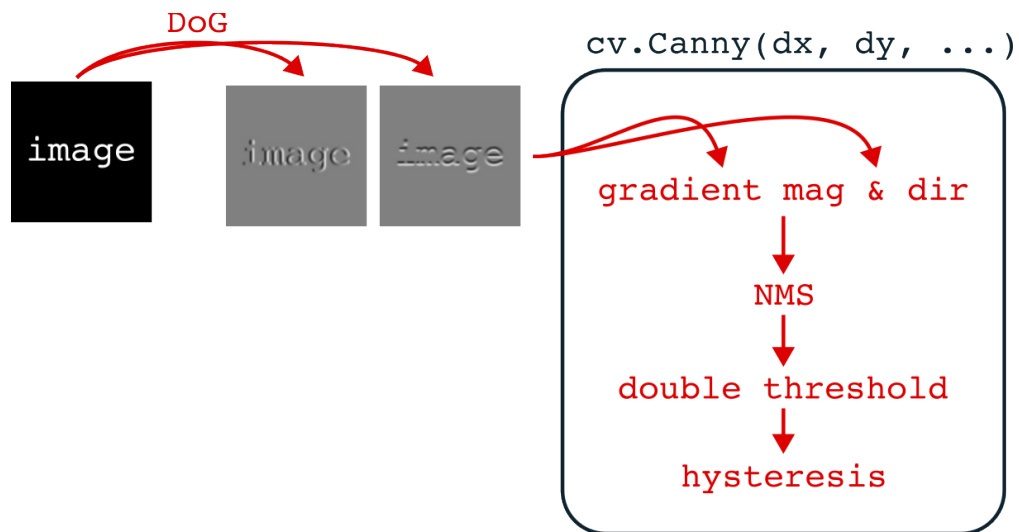 DoG
cv.Canny(dx, dy, ...)
image
image
image
gradient mag & dir
NMS
double threshold
hysteresis